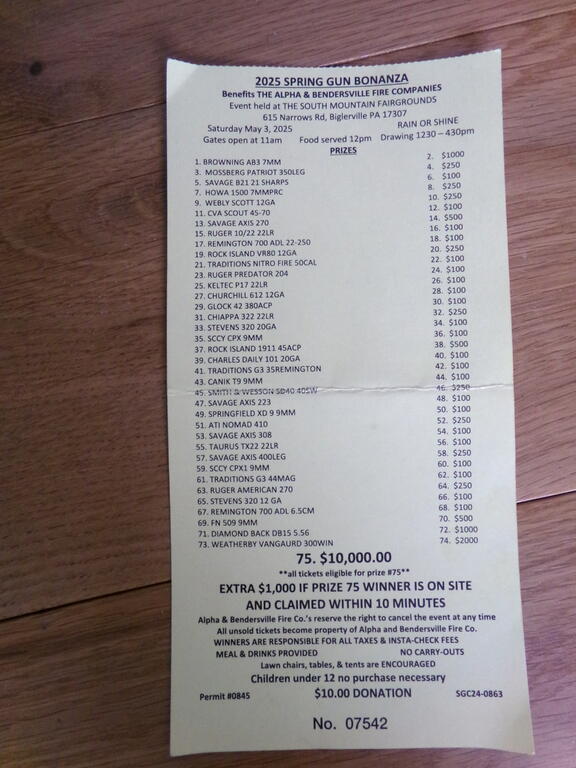 2025 SPRING GUN BONANZA
Benefits THE ALPHA & BENDERSVILLE FIRE COMPANIES
Event held at THE SOUTH MOUNTAIN FAIRGROUNDS
615 Narrows Rd, Biglerville PA 17307
Saturday May 3, 2025 RAIN OR SHINE
Gates open at 11am Food served 12pm Drawing 1230 – 430pm
PRIZES
1. BROWNING AB3 7MM 2. $1000
3. MOSSBERG PATRIOT 350LEG 4. $250
5. SAVAGE B21 21 SHARPS 6. $100
7. HOWA 1500 7MMPRC 8. $250
9. WEBLY SCOTT 12GA 10. $250
11. CVA SCOUT 45-70 12. $100
13. SAVAGE AXIS 270 14. $500
15. RUGER 10/22 22LR 16. $100
17. REMINGTON 700 ADL 22-250 18. $100
19. ROCK ISLAND VR80 12GA 20. $250
21. TRADITIONS NITRO FIRE 50CAL 22. $100
23. RUGER PREDATOR 204 24. $100
25. KELTEC P17 22LR 26. $100
27. CHURCHILL 612 12GA 28. $100
29. GLOCK 42 380ACP 30. $100
31. CHIAPPA 322 22LR 32. $250
33. STEVENS 320 20GA 34. $100
35. SCCY CPX 9MM 36. $100
37. ROCK ISLAND 1911 45ACP 38. $500
39. CHARLES DAILY 101 20GA 40. $100
41. TRADITIONS G3 35REMINGTON 42. $100
43. CANIK T9 9MM 44. $100
45. SMITH & WESSON SD40 40SW 46. $250
47. SAVAGE AXIS 223 48. $100
49. SPRINGFIELD XD 9 9MM 50. $100
51. ATI NOMAD 410 52. $250
53. SAVAGE AXIS 308 54. $100
55. TAURUS TX22 22LR 56. $100
57. SAVAGE AXIS 400LEG 58. $250
59. SCCY CPX1 9MM 60. $100
61. TRADITIONS G3 44MAG 62. $100
63. RUGER AMERICAN 270 64. $250
65. STEVENS 320 12 GA 66. $100
67. REMINGTON 700 ADL 6.5CM 68. $100
69. FN 509 9MM 70. $500
71. DIAMOND BACK DB15 5.56 72. $1000
73. WEATHERBY VANGAURD 300WIN 74. $2000
75. $10,000.00
**all tickets eligible for prize #75**
EXTRA $1,000 IF PRIZE 75 WINNER IS ON SITE
AND CLAIMED WITHIN 10 MINUTES
Alpha & Bendersville Fire Co.'s reserve the right to cancel the event at any time
All unsold tickets become property of Alpha and Bendersville Fire Co.
WINNERS ARE RESPONSIBLE FOR ALL TAXES & INSTA-CHECK FEES
MEAL & DRINKS PROVIDED NO CARRY-OUTS
Lawn chairs, tables, & tents are ENCOURAGED
Children under 12 no purchase necessary
Permit #0845 $10.00 DONATION SGC24-0863
No. 07542